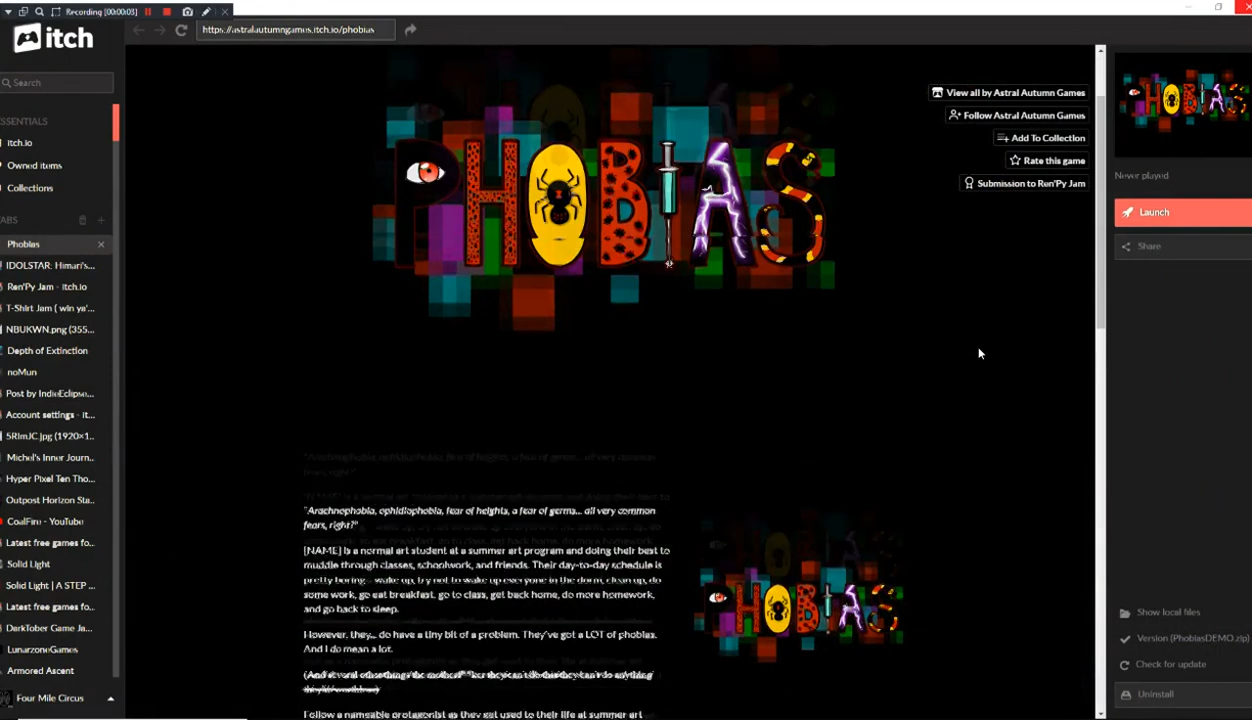 Recording [00:00:03]
itch
https://astralautumngames.itch.io/phobias
Search
ESSENTIALS
itch.io
Owned items
Collections
TABS
Phobias
IDOLSTAR: Himari's...
Ren'Py Jam - itch.io
T-Shirt Jam ( win ya'...
NBUKWN.png (355...
Depth of Extinction
noMun
Post by IndieEclipse...
Account settings - it...
5RlmJC.jpg (1920×1...
Michel's Inner Journ...
Hyper Pixel Ten Tho...
Outpost Horizon Sta...
CoalFire - YouTube
Latest free games fo...
Solid Light
Solid Light | A STEP ...
Latest free games fo...
DarkTober Game Ja...
LunarzoneGames
Armored Ascent
Four Mile Circus
PHOBIAS
View all by Astral Autumn Games
Follow Astral Autumn Games
Add To Collection
Rate this game
Submission to Ren'Py Jam
"Arachnophobia, ophidiaphobia, fear of heights, a fear of germs... all very common
fears, right?"
[NAME] is a normal art student at a summer art program and doing their best to
muddle through classes, schoolwork, and friends. Their day-to-day schedule is
pretty boring - wake up, try not to wake up everyone in the dorm, clean up, do
some work, go eat breakfast, go to class, get back home, do more homework,
and go back to sleep.
However, they... do have a tiny bit of a problem. They've got a LOT of phobias.
And I do mean a lot.
Follow a nameable protagonist as they get used to their life at summer art
PHOBIAS
PHOBIAS
Never played
Launch
Share
Show local files
Version (PhobiasDEMO.zip)
Check for update
Uninstall